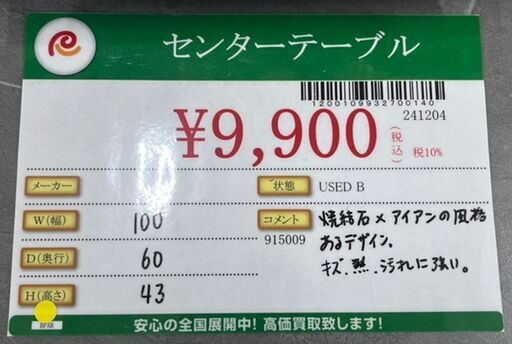 センターテーブル
1200109932700140
241204
¥9,900 (税込) 税10%
メーカー
状態 USED B
W(幅) 100
コメント 焼結石×アイアンの風格
915009
あるデザイン。
D(奥行) 60
キズ、熱、汚れに強い。
H(高さ) 43
安心の全国展開中! 高価買取致します!